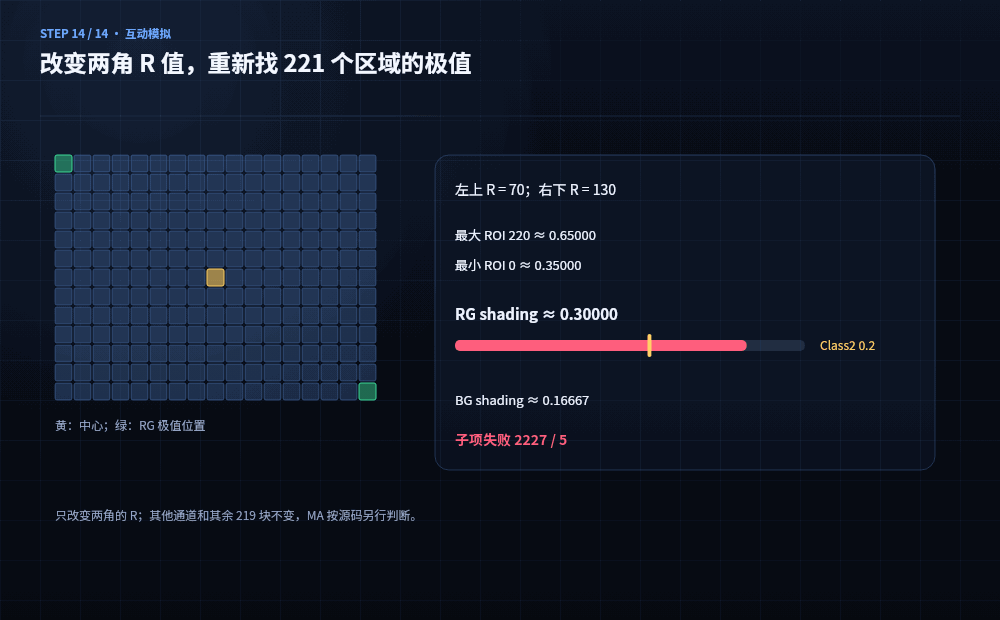 STEP 14 / 14 · 互动模拟
改变两角 R 值，重新找 221 个区域的极值
左上 R = 70；右下 R = 130
最大 ROI 220 ≈ 0.65000
最小 ROI 0 ≈ 0.35000
RG shading ≈ 0.30000
Class2 0.2
BG shading ≈ 0.16667
子项失败 2227 / 5
黄：中心；绿：RG 极值位置
只改变两角的 R；其他通道和其余 219 块不变，MA 按源码另行判断。